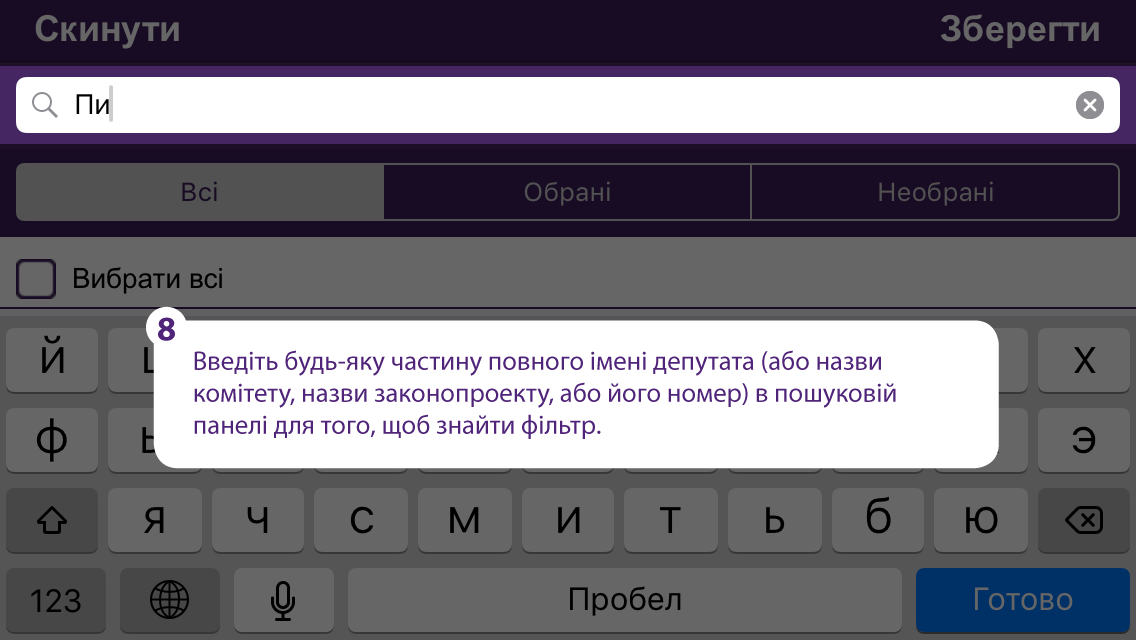 Скинути Зберегти
Пи
Всі Обрані Необрані
Вибрати всі
8
Введіть будь-яку частину повного імені депутата (або назви
комітету, назви законопроекту, або його номер) в пошуковій
панелі для того, щоб знайти фільтр.
Й Х
ф э
я ч с м и т ь б ю
123 Пробел Готово